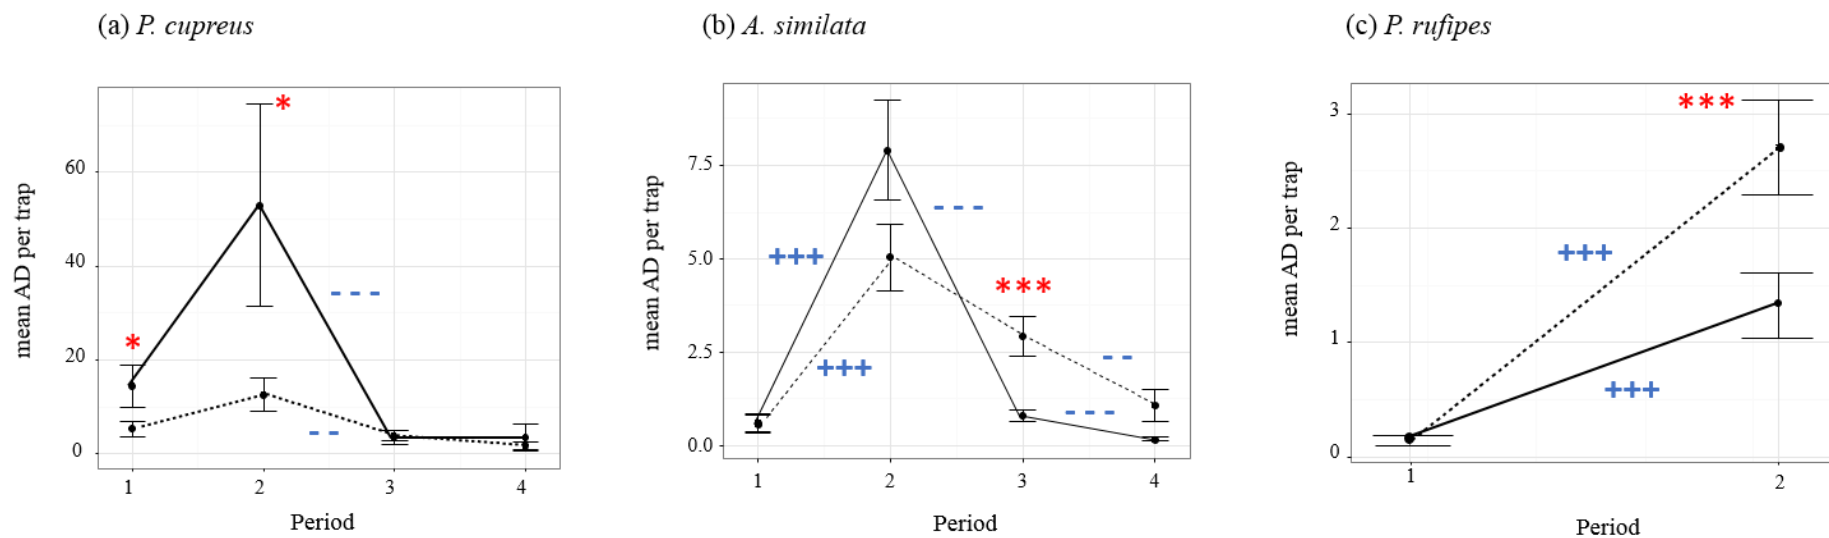 (a) P. cupreus
(b) A. similata
(c) P. rufipes
mean AD per trap
60
40
20
0
*
*
- - -
- -
1 2 3 4
Period
mean AD per trap
7.5
5.0
2.5
0.0
+++
+++
- - -
***
- -
- - -
1 2 3 4
Period
mean AD per trap
3
2
1
0
***
+++
+++
1 2
Period